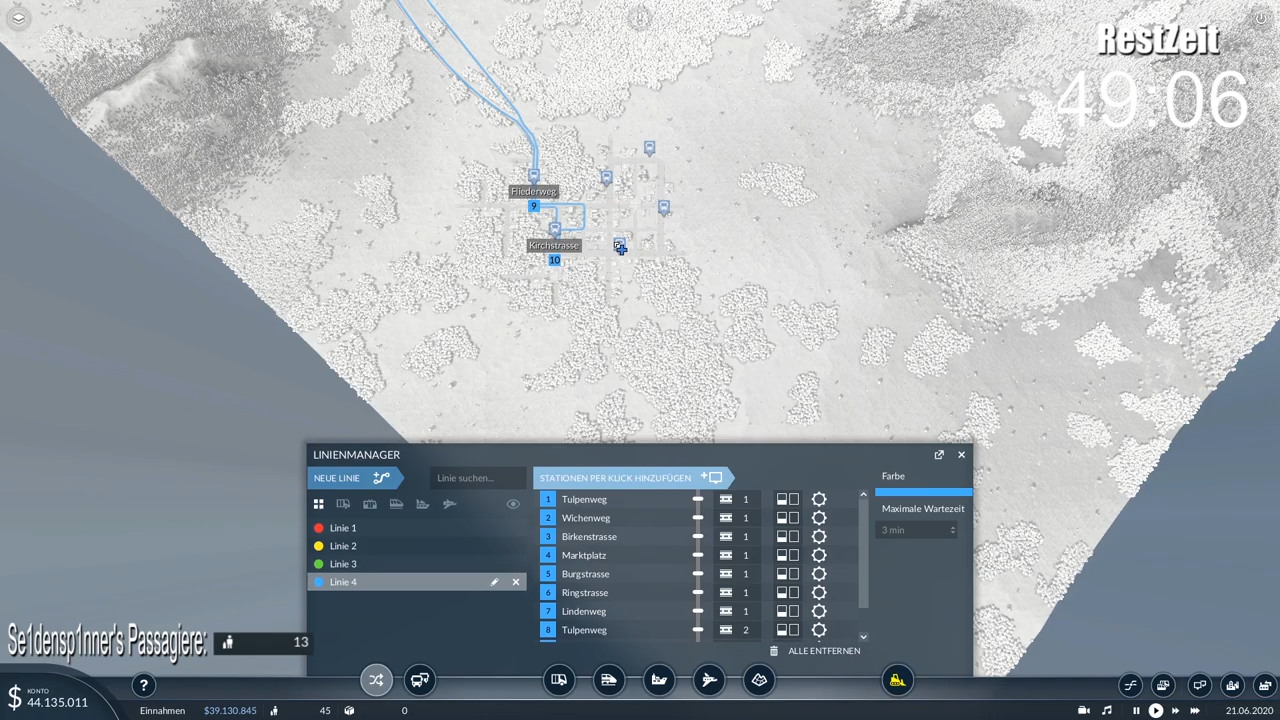 RestZeit
49:06
Fliederweg
9
Kirchstrasse
10
LINIENMANAGER
NEUE LINIE
Linie suchen...
STATIONEN PER KLICK HINZUFÜGEN
Farbe
Maximale Wartezeit
3 min
Linie 1
Linie 2
Linie 3
Linie 4
1 Tulpenweg 1
2 Wichenweg 1
3 Birkenstrasse 1
4 Marktplatz 1
5 Burgstrasse 1
6 Ringstrasse 1
7 Lindenweg 1
8 Tulpenweg 2
ALLE ENTFERNEN
Se1densp1nner's Passagiere: 13
$ KONTO
44.135.011
?
Einnahmen $39.130.845 45 0
21.06.2020